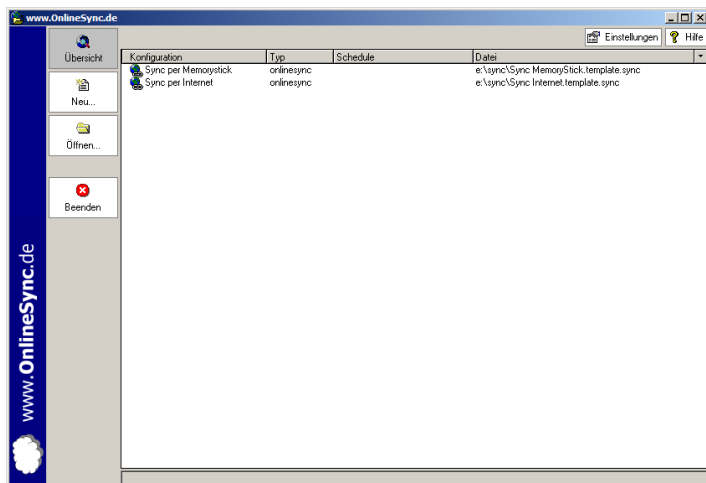 www.OnlineSync.de
Einstellungen Hilfe
Übersicht
Neu...
Öffnen...
Beenden
Konfiguration Typ Schedule Datei
Sync per Memorystick onlinesync e:\sync\Sync MemoryStick.template.sync
Sync per Internet onlinesync e:\sync\Sync Internet.template.sync
www.OnlineSync.de